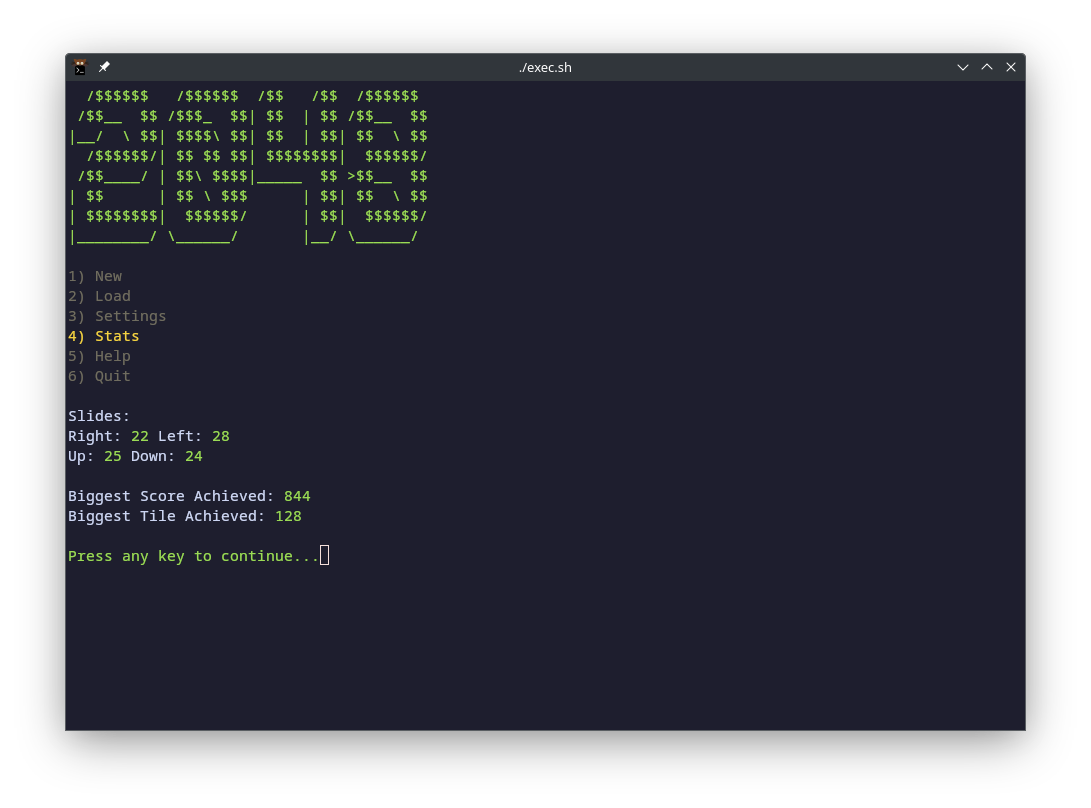 ./exec.sh
  /$$$$$$   /$$$$$$  /$$   /$$  /$$$$$$
 /$$__  $$ /$$$_  $$| $$  | $$ /$$__  $$
|__/  \ $$| $$$$\ $$| $$  | $$| $$  \ $$
  /$$$$$$/| $$ $$ $$| $$$$$$$$|  $$$$$$/
 /$$____/ | $$\ $$$$|_____  $$ >$$__  $$
| $$      | $$ \ $$$      | $$| $$  \ $$
| $$$$$$$$|  $$$$$$/      | $$|  $$$$$$/
|________/ \______/       |__/ \______/
1) New
2) Load
3) Settings
4) Stats
5) Help
6) Quit
Slides:
Right: 22 Left: 28
Up: 25 Down: 24
Biggest Score Achieved: 844
Biggest Tile Achieved: 128
Press any key to continue...